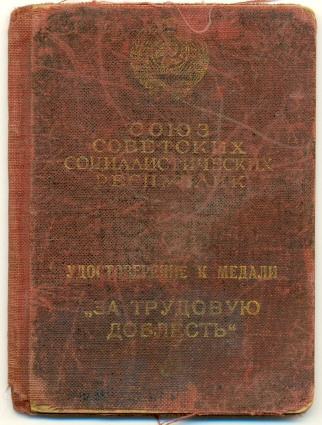 СОЮЗ
СОВЕТСКИХ
СОЦИАЛИСТИЧЕСКИХ
РЕСПУБЛИК
УДОСТОВЕРЕНИЕ К МЕДАЛИ
„ЗА ТРУДОВУЮ
ДОБЛЕСТЬ“